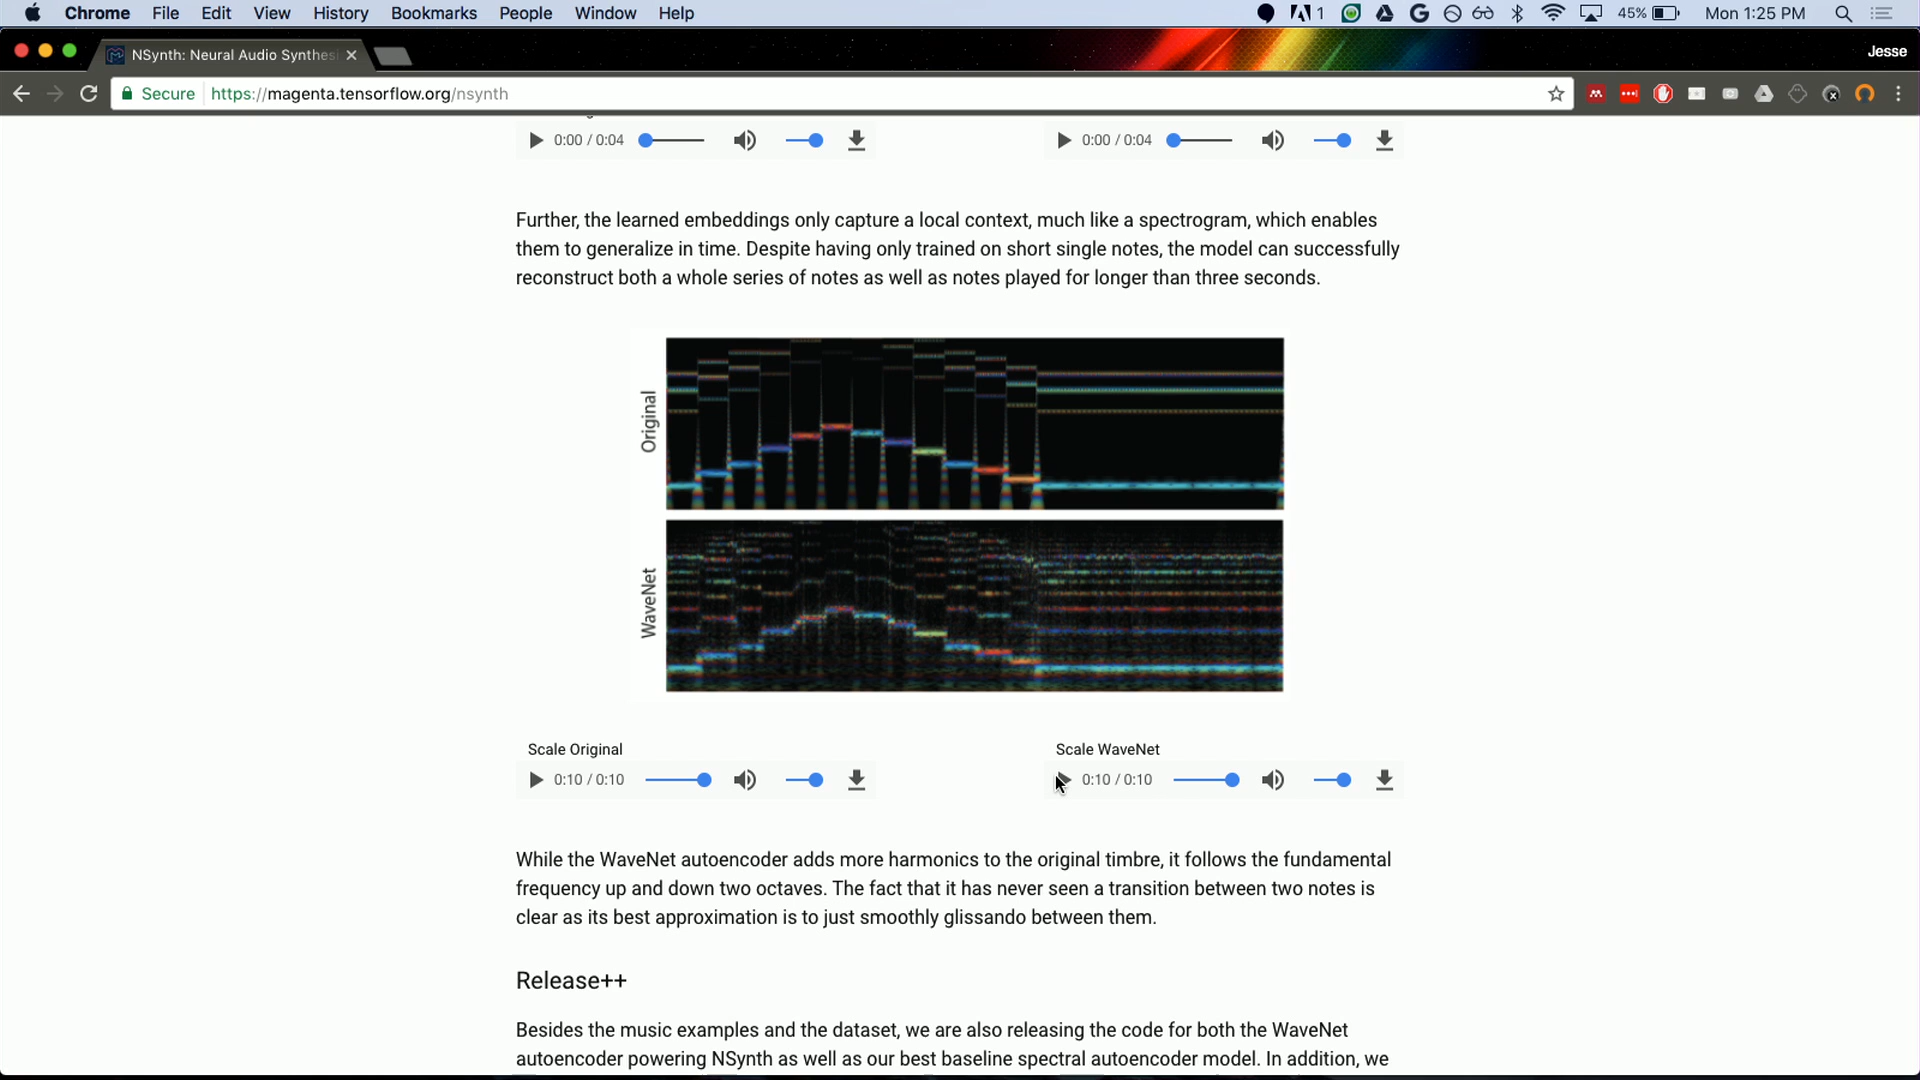 Chrome File Edit View History Bookmarks People Window Help 1 45% Mon 1:25 PM
NSynth: Neural Audio Synthes Jesse
Secure https://magenta.tensorflow.org/nsynth
0:00 / 0:04 0:00 / 0:04
Further, the learned embeddings only capture a local context, much like a spectrogram, which enables
them to generalize in time. Despite having only trained on short single notes, the model can successfully
reconstruct both a whole series of notes as well as notes played for longer than three seconds.
Original
WaveNet
Scale Original Scale WaveNet
0:10 / 0:10 0:10 / 0:10
While the WaveNet autoencoder adds more harmonics to the original timbre, it follows the fundamental
frequency up and down two octaves. The fact that it has never seen a transition between two notes is
clear as its best approximation is to just smoothly glissando between them.
Release++
Besides the music examples and the dataset, we are also releasing the code for both the WaveNet
autoencoder powering NSynth as well as our best baseline spectral autoencoder model. In addition, we